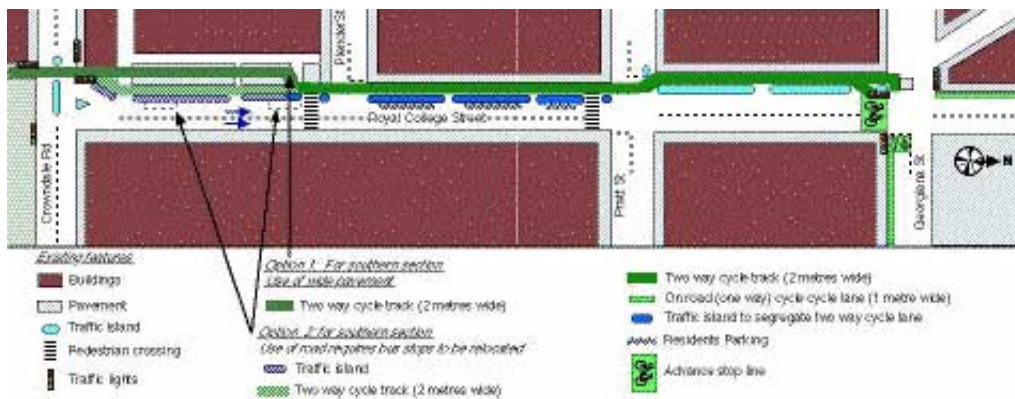 Plender St
Royal College Street
Crowndale Rd
Pratt St
Georgiana St
N
Existing features
Buildings
Pavement
Traffic island
Pedestrian crossing
Traffic lights
Option 1 For southern section
Use of wide pavement
Two way cycle track (2 metres wide)
Option 2 for southern section
Use of road requires bus stops to be relocated
Traffic island
Two way cycle track (2 metres wide)
Two way cycle track (2 metres wide)
On road (one way) cycle cycle lane (1 metre wide)
Traffic island to segregate two way cycle lane
Residents Parking
Advance stop line